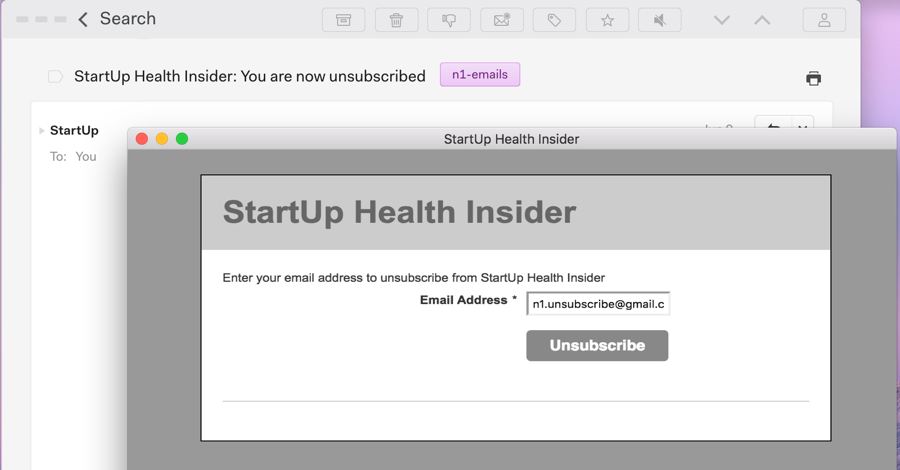 Search
StartUp Health Insider: You are now unsubscribed
n1-emails
StartUp
To: You
StartUp Health Insider
StartUp Health Insider
Enter your email address to unsubscribe from StartUp Health Insider
Email Address *
n1.unsubscribe@gmail.c
Unsubscribe